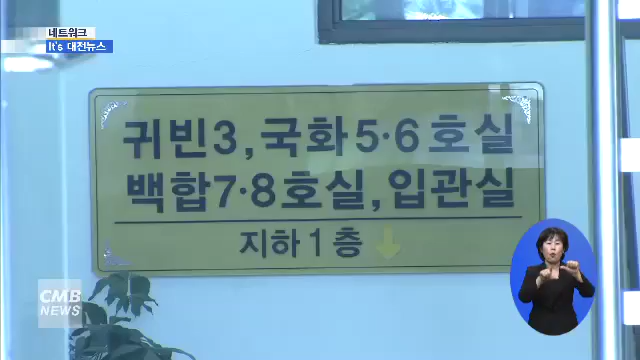 네트워크
It's 대전뉴스
귀빈3, 국화5·6호실
백합7·8호실, 입관실
지하1층 ↓
CMB
NEWS